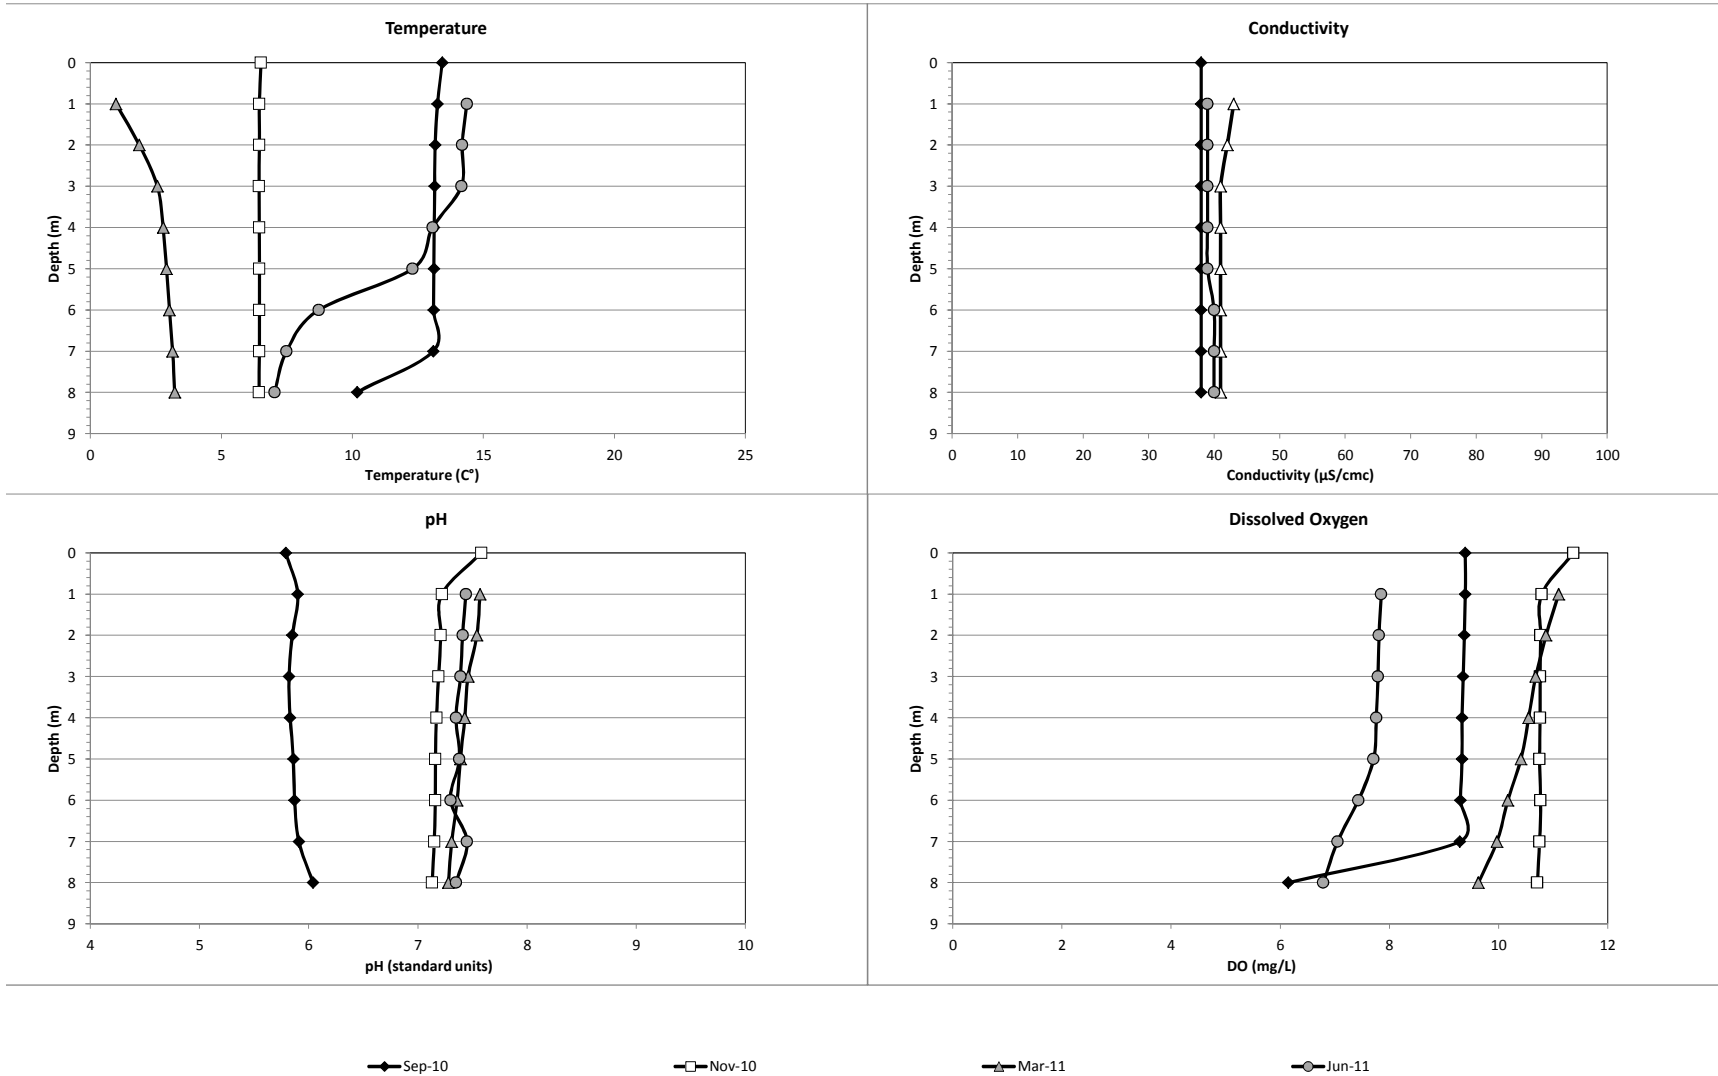 Temperature
0
1
2
3
4
5
6
7
8
9
Depth (m)
0 5 10 15 20 25
Temperature (C°)
Conductivity
0
1
2
3
4
5
6
7
8
9
Depth (m)
0 10 20 30 40 50 60 70 80 90 100
Conductivity (µS/cmc)
pH
0
1
2
3
4
5
6
7
8
9
Depth (m)
4 5 6 7 8 9 10
pH (standard units)
Dissolved Oxygen
0
1
2
3
4
5
6
7
8
9
Depth (m)
0 2 4 6 8 10 12
DO (mg/L)
Sep-10 Nov-10 Mar-11 Jun-11